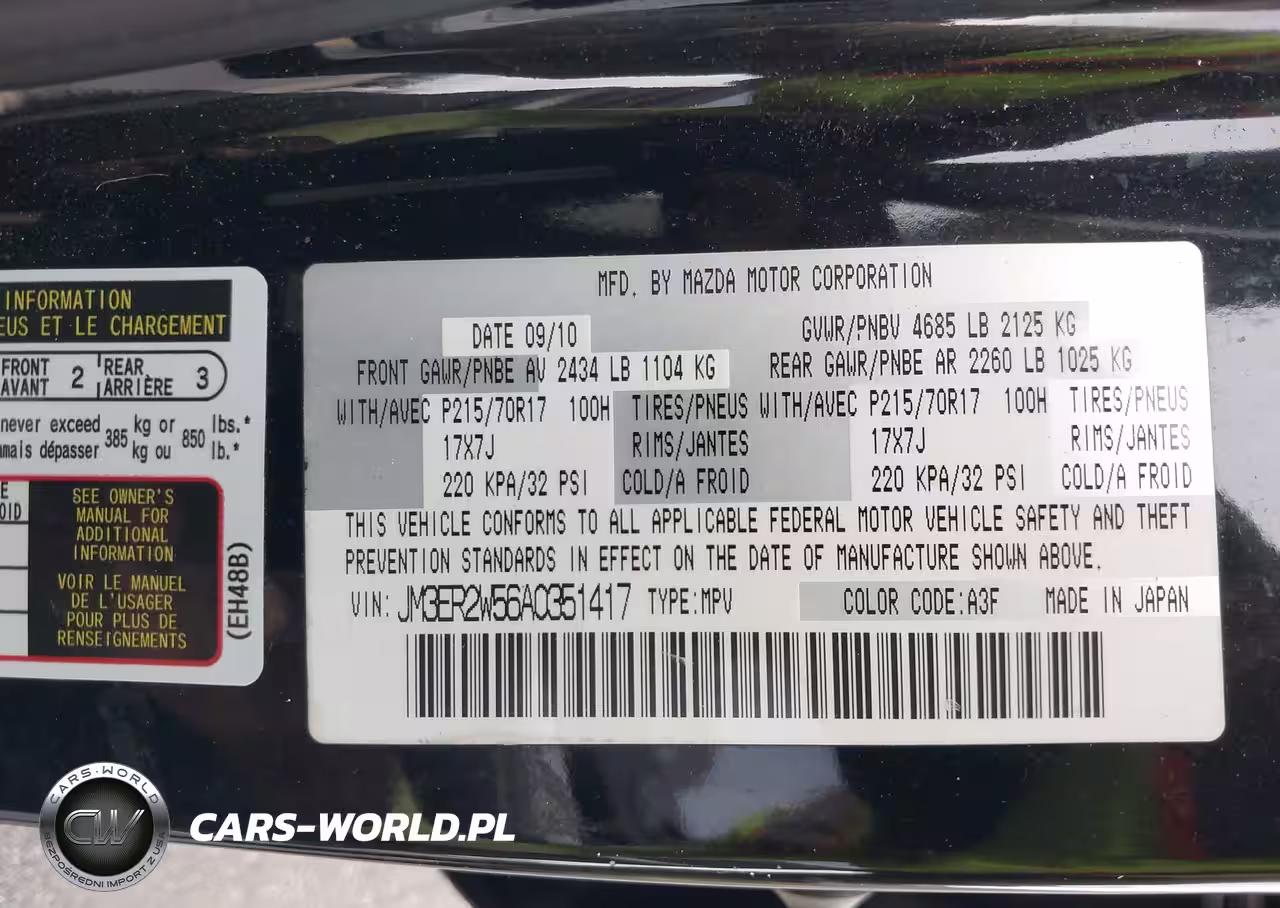 INFORMATION
EUS ET LE CHARGEMENT
FRONT 2 REAR 3
AVANT ARRIÈRE
never exceed 385 kg or 850 lbs.*
amais dépasser kg ou lb.*
E
OID
SEE OWNER'S
MANUAL FOR
ADDITIONAL
INFORMATION
VOIR LE MANUEL
DE L'USAGER
POUR PLUS DE
RENSEIGNEMENTS
(EH48B)
MFD. BY MAZDA MOTOR CORPORATION
DATE 09/10 GVWR/PNBV 4685 LB 2125 KG
FRONT GAWR/PNBE AV 2434 LB 1104 KG REAR GAWR/PNBE AR 2260 LB 1025 KG
WITH/AVEC P215/70R17 100H TIRES/PNEUS WITH/AVEC P215/70R17 100H TIRES/PNEUS
17X7J RIMS/JANTES 17X7J RIMS/JANTES
220 KPA/32 PSI COLD/A FROID 220 KPA/32 PSI COLD/A FROID
THIS VEHICLE CONFORMS TO ALL APPLICABLE FEDERAL MOTOR VEHICLE SAFETY AND THEFT
PREVENTION STANDARDS IN EFFECT ON THE DATE OF MANUFACTURE SHOWN ABOVE.
VIN: JM3ER2W56A0351417 TYPE:MPV COLOR CODE:A3F MADE IN JAPAN
CARS-WORLD
CW
BEZPOŚREDNI IMPORT Z USA
CARS-WORLD.PL